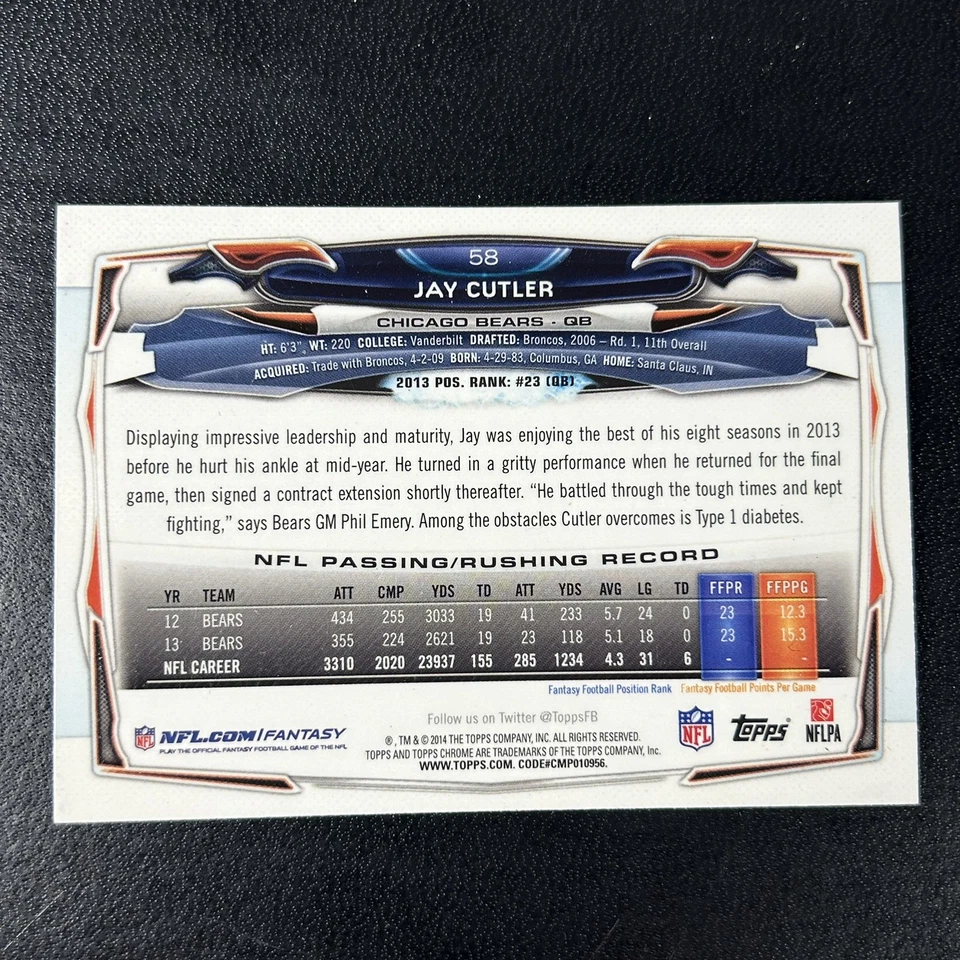 58
JAY CUTLER
CHICAGO BEARS - QB
HT: 6'3" WT: 220 COLLEGE: Vanderbilt DRAFTED: Broncos, 2006 – Rd. 1, 11th Overall
ACQUIRED: Trade with Broncos, 4-2-09 BORN: 4-29-83, Columbus, GA HOME: Santa Claus, IN
2013 POS. RANK: #23 (QB)
Displaying impressive leadership and maturity, Jay was enjoying the best of his eight seasons in 2013
before he hurt his ankle at mid-year. He turned in a gritty performance when he returned for the final
game, then signed a contract extension shortly thereafter. “He battled through the tough times and kept
fighting,” says Bears GM Phil Emery. Among the obstacles Cutler overcomes is Type 1 diabetes.
NFL PASSING/RUSHING RECORD
YR TEAM ATT CMP YDS TD ATT YDS AVG LG TD FFPR FFPPG
12 BEARS 434 255 3033 19 41 233 5.7 24 0 23 12.3
13 BEARS 355 224 2621 19 23 118 5.1 18 0 23 15.3
NFL CAREER 3310 2020 23937 155 285 1234 4.3 31 6 - -
Fantasy Football Position Rank Fantasy Football Points Per Game
Follow us on Twitter @ToppsFB
NFL NFL.COM/FANTASY
PLAY THE OFFICIAL FANTASY FOOTBALL GAME OF THE NFL
®, TM & © 2014 THE TOPPS COMPANY, INC. ALL RIGHTS RESERVED.
TOPPS AND TOPPS CHROME ARE TRADEMARKS OF THE TOPPS COMPANY, Inc.
WWW.TOPPS.COM. CODE#CMP010956.
NFL Topps® NFLPA